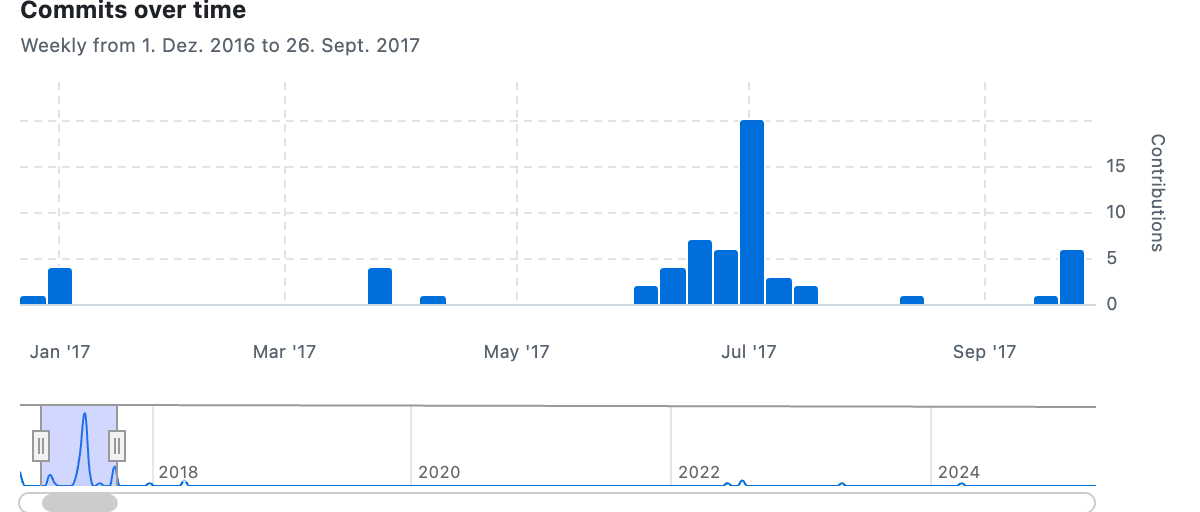 Commits over time
Weekly from 1. Dez. 2016 to 26. Sept. 2017
15
10
5
0
Contributions
Jan '17 Mar '17 May '17 Jul '17 Sep '17
2018 2020 2022 2024